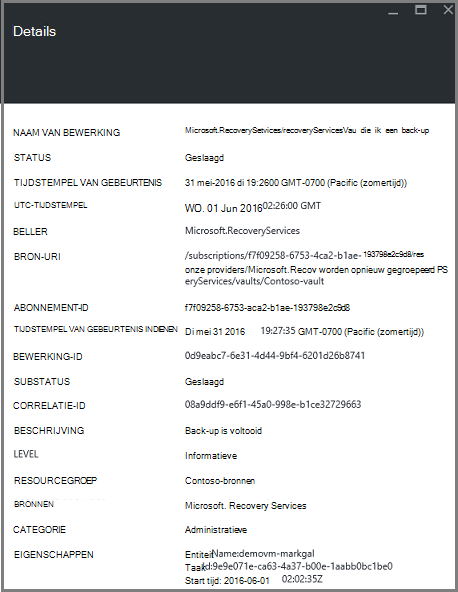 Details
NAAM VAN BEWERKING Microsoft.RecoverySetvices/recoveryServicesVau die ik een back-up
STATUS Geslaagd
TIJDSTEMPEL VAN GEBEURTENIS 31 mei-2016 di 19:2600 GMT-0700 (Pacific (zomertijd))
UTC-TIJDSTEMPEL WO. 01 Jun 2016 02:26:00 GMT
BELLER Microsoft.RecoveryServices
BRON-URI /subscriptions/f7f09258-6753-4ca2-b1ae-193798e2c9d8/res
onze providers/Microsoft.Recov worden opnieuw gegroepeerd PS
eryServices/vaults/Contoso-vault
ABONNEMENT-ID f7f09258-6753-aca2-b1ae-193798e2c9d8
TIJDSTEMPEL VAN GEBEURTENIS INDIENEN Di mei 31 2016 19:27:35 GMT-0700 (Pacific (zomertijd))
BEWERKING-ID 0d9eabc7-6e31-4d44-9bf4-6201d26b8741
SUBSTATUS Geslaagd
CORRELATIE-ID 08a9ddf9-e6f1-45a0-998e-b1ce32729663
BESCHRIJVING Back-up is voltooid
LEVEL Informatieve
RESOURCEGROEP Contoso-bronnen
BRONNEN Microsoft. Recovery Services
CATEGORIE Administratieve
EIGENSCHAPPEN Entiteit Name:demovm-markgal
Taak Id:9e9e071e-ca63-4a37-b00e-1aabb0bc1be0
Start tijd: 2016-06-01 02:02:35Z